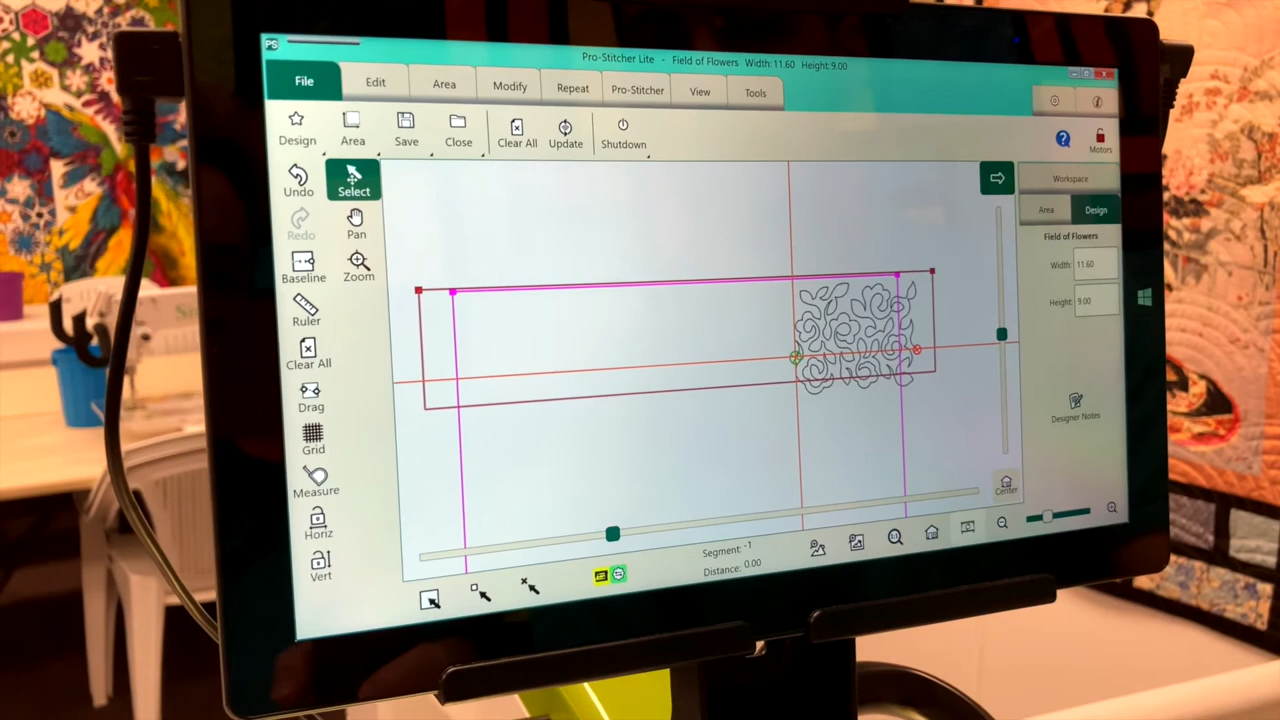 PS
Pro-Stitcher Lite - Field of Flowers Width: 11.60 Height: 9.00
File Edit Area Modify Repeat Pro-Stitcher View Tools
Design Area Save Close Clear All Update Shutdown
Motors
Undo Select
Redo Pan
Baseline Zoom
Ruler
Clear All
Drag
Grid
Measure
Horiz
Vert
Workspace
Area Design
Field of Flowers
Width: 11.60
Height: 9.00
Designer Notes
Center
Segment: -1
Distance: 0.00
1:1